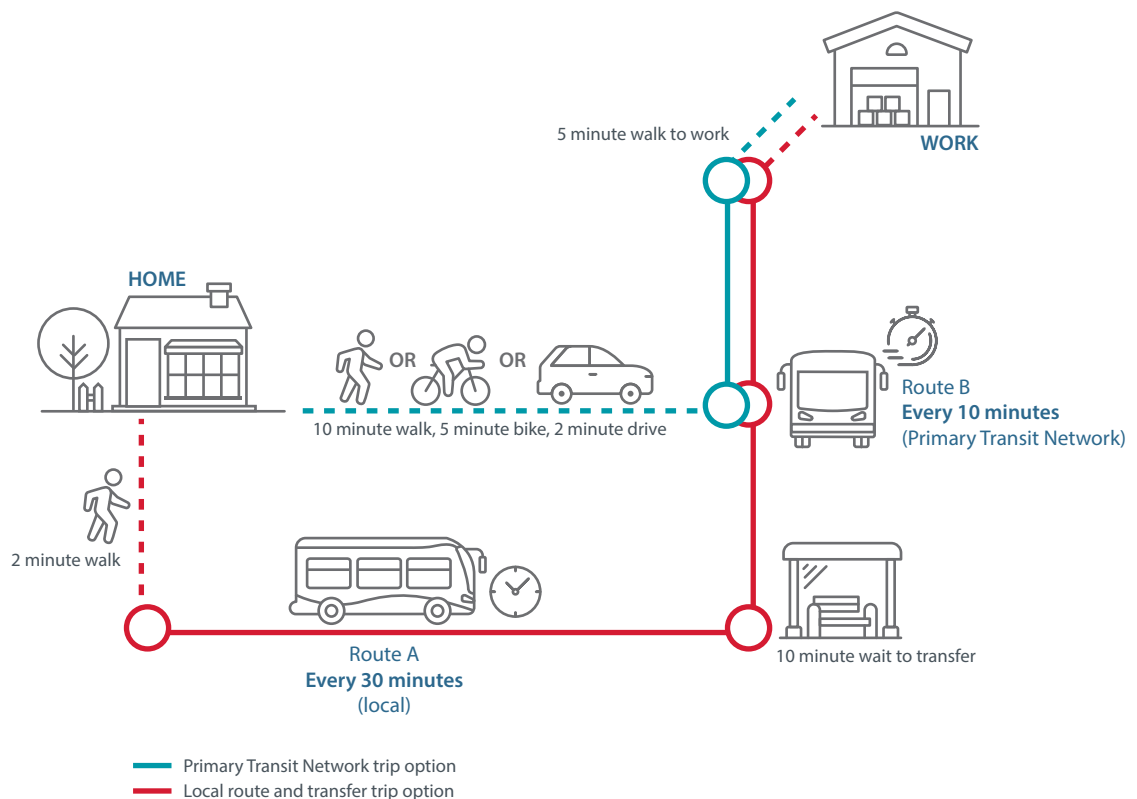 5 minute walk to work
WORK
HOME
OR
OR
10 minute walk, 5 minute bike, 2 minute drive
Route B
Every 10 minutes
(Primary Transit Network)
2 minute walk
10 minute wait to transfer
Route A
Every 30 minutes
(local)
Primary Transit Network trip option
Local route and transfer trip option